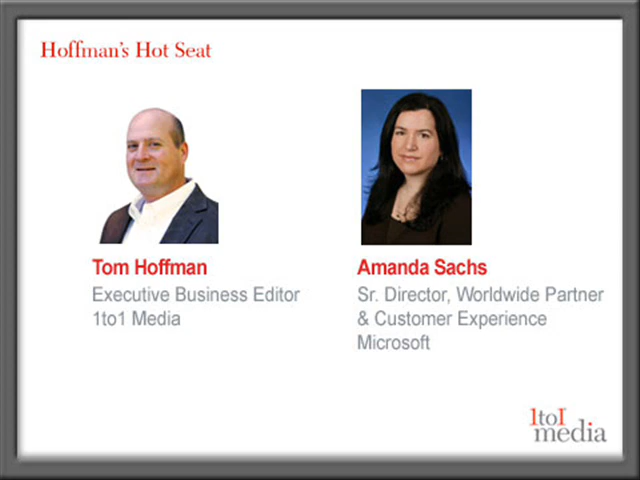 Hoffman's Hot Seat
Tom Hoffman
Executive Business Editor
1to1 Media
Amanda Sachs
Sr. Director, Worldwide Partner
& Customer Experience
Microsoft
1to1
media